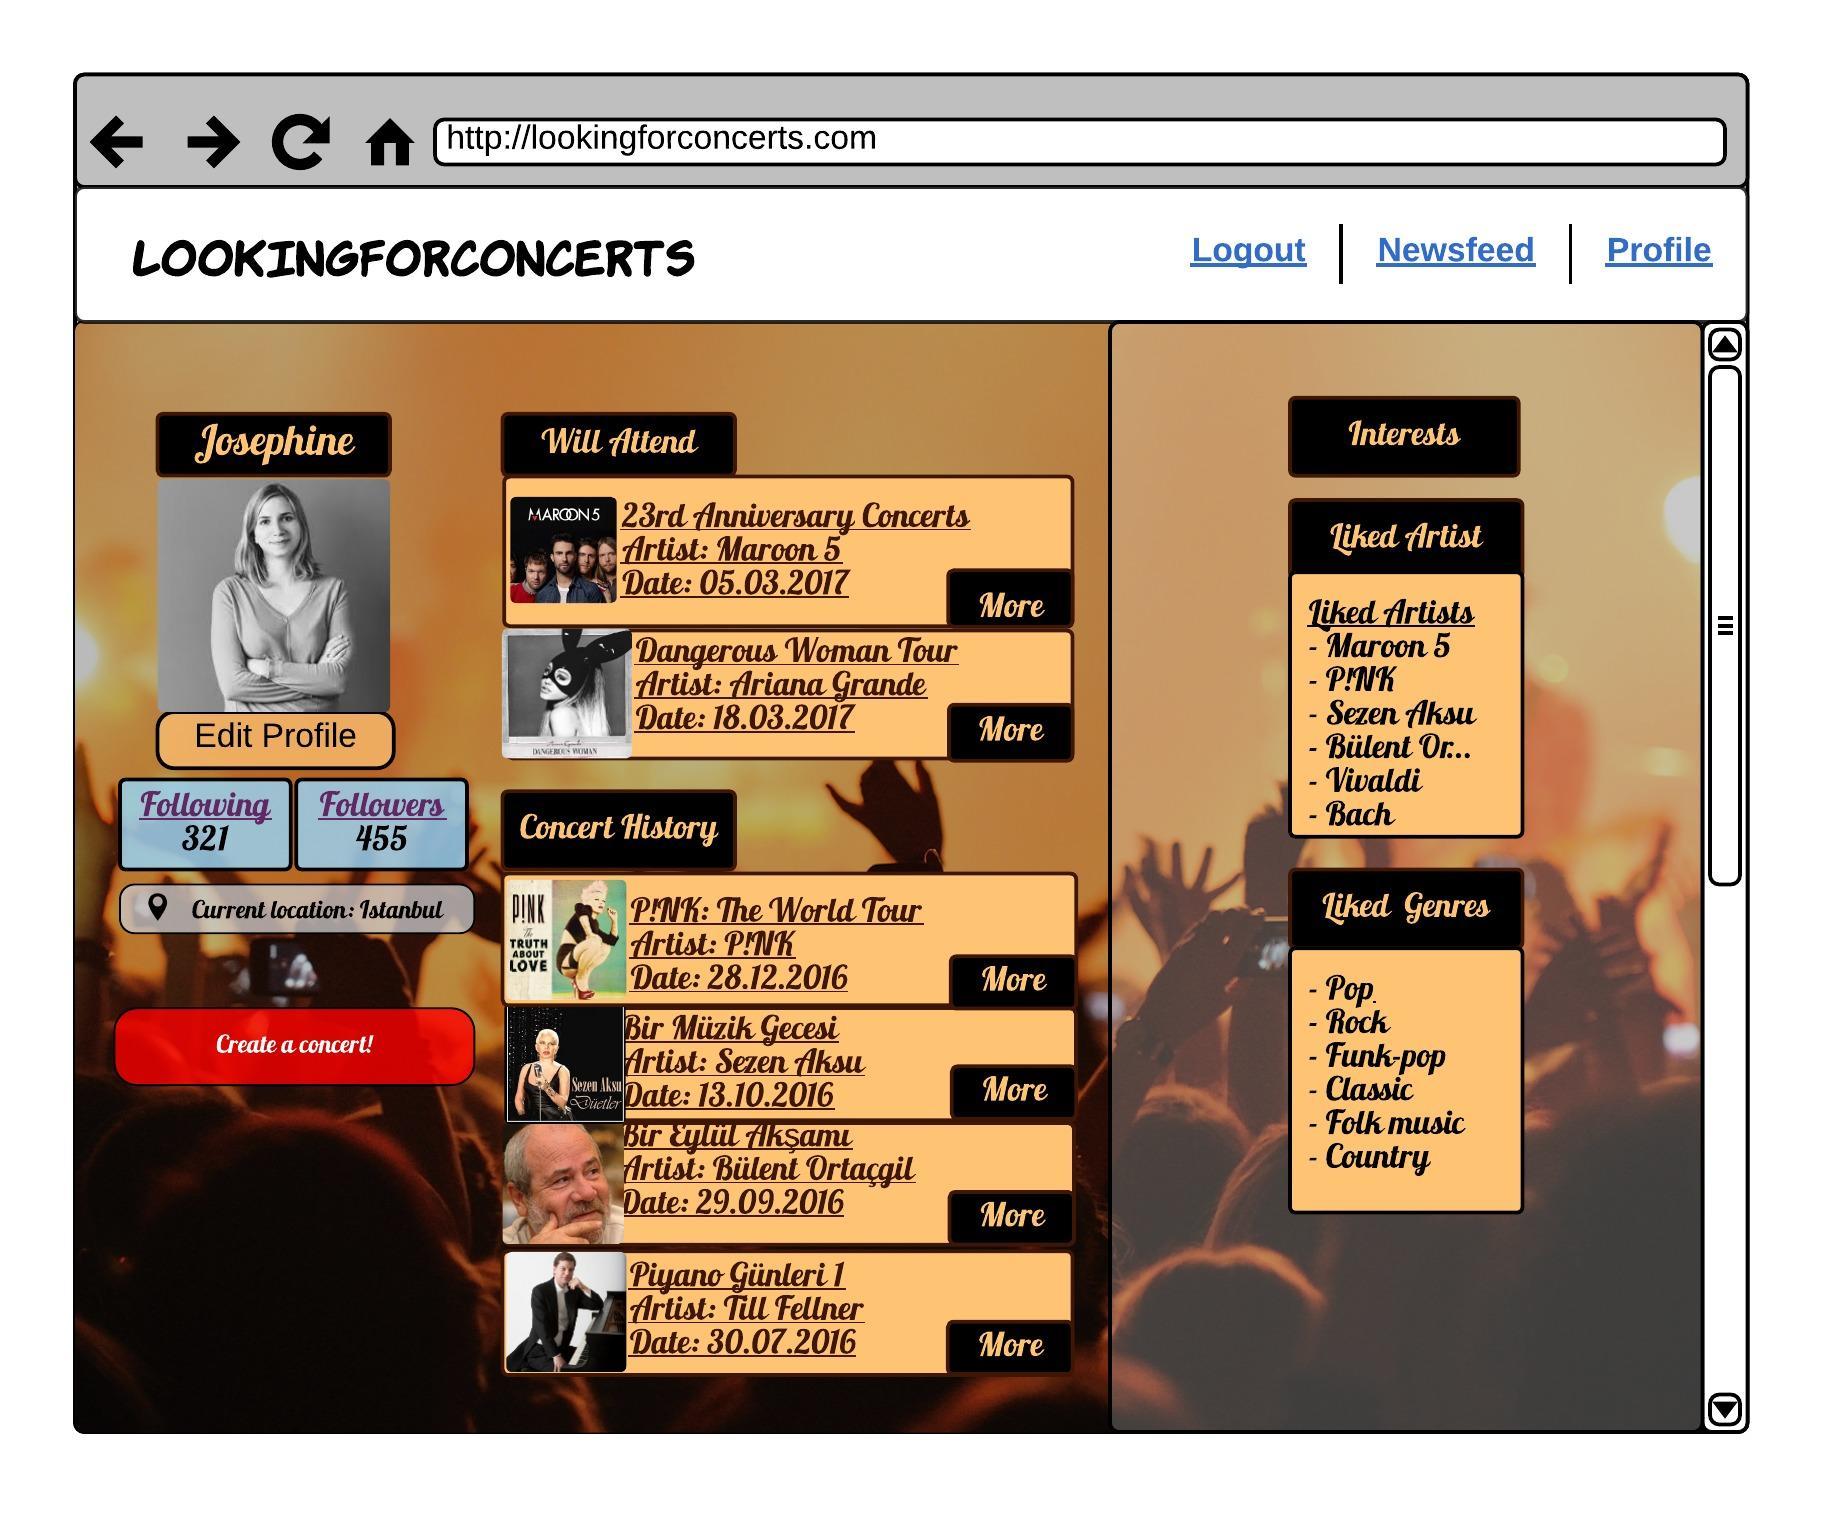 http://lookingforconcerts.com
LOOKINGFORCONCERTS
Logout
Newsfeed
Profile
Josephine
Edit Profile
Following
321
Followers
455
Current location: Istanbul
Create a concert!
Will Attend
MAROON 5
23rd Anniversary Concerts
Artist: Maroon 5
Date: 05.03.2017
More
DANGEROUS WOMAN
Dangerous Woman Tour
Artist: Ariana Grande
Date: 18.03.2017
More
Concert History
P!NK
The
TRUTH
ABOUT
LOVE
P!NK: The World Tour
Artist: P!NK
Date: 28.12.2016
More
Sezen Aksu
Düetler
Bir Müzik Gecesi
Artist: Sezen Aksu
Date: 13.10.2016
More
Bir Eylül Akşamı
Artist: Bülent Ortaçgil
Date: 29.09.2016
More
Piyano Günleri 1
Artist: Till Fellner
Date: 30.07.2016
More
Interests
Liked Artist
Liked Artists
- Maroon 5
- P!NK
- Sezen Aksu
- Bülent Or...
- Vivaldi
- Bach
Liked Genres
- Pop
- Rock
- Funk-pop
- Classic
- Folk music
- Country